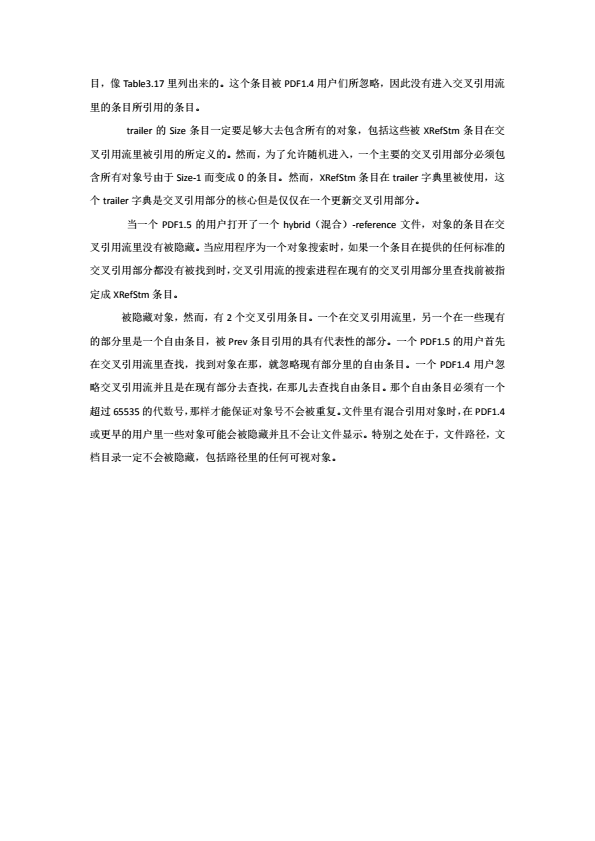 目，像 Table3.17 里列出来的。这个条目被 PDF1.4 用户们所忽略，因此没有进入交叉引用流
里的条目所引用的条目。
trailer 的 Size 条目一定要足够大去包含所有的对象，包括这些被 XRefStm 条目在交
叉引用流里被引用的所定义的。然而，为了允许随机进入，一个主要的交叉引用部分必须包
含所有对象号由于 Size-1 而变成 0 的条目。然而，XRefStm 条目在 trailer 字典里被使用，这
个 trailer 字典是交叉引用部分的核心但是仅仅在一个更新交叉引用部分。
当一个 PDF1.5 的用户打开了一个 hybrid（混合）-reference 文件，对象的条目在交
叉引用流里没有被隐藏。当应用程序为一个对象搜索时，如果一个条目在提供的任何标准的
交叉引用部分都没有被找到时，交叉引用流的搜索进程在现有的交叉引用部分里查找前被指
定成 XRefStm 条目。
被隐藏对象，然而，有 2 个交叉引用条目。一个在交叉引用流里，另一个在一些现有
的部分里是一个自由条目，被 Prev 条目引用的具有代表性的部分。一个 PDF1.5 的用户首先
在交叉引用流里查找，找到对象在那，就忽略现有部分里的自由条目。一个 PDF1.4 用户忽
略交叉引用流并且是在现有部分去查找，在那儿去查找自由条目。那个自由条目必须有一个
超过 65535 的代数号，那样才能保证对象号不会被重复。文件里有混合引用对象时，在 PDF1.4
或更早的用户里一些对象可能会被隐藏并且不会让文件显示。特别之处在于，文件路径，文
档目录一定不会被隐藏，包括路径里的任何可视对象。